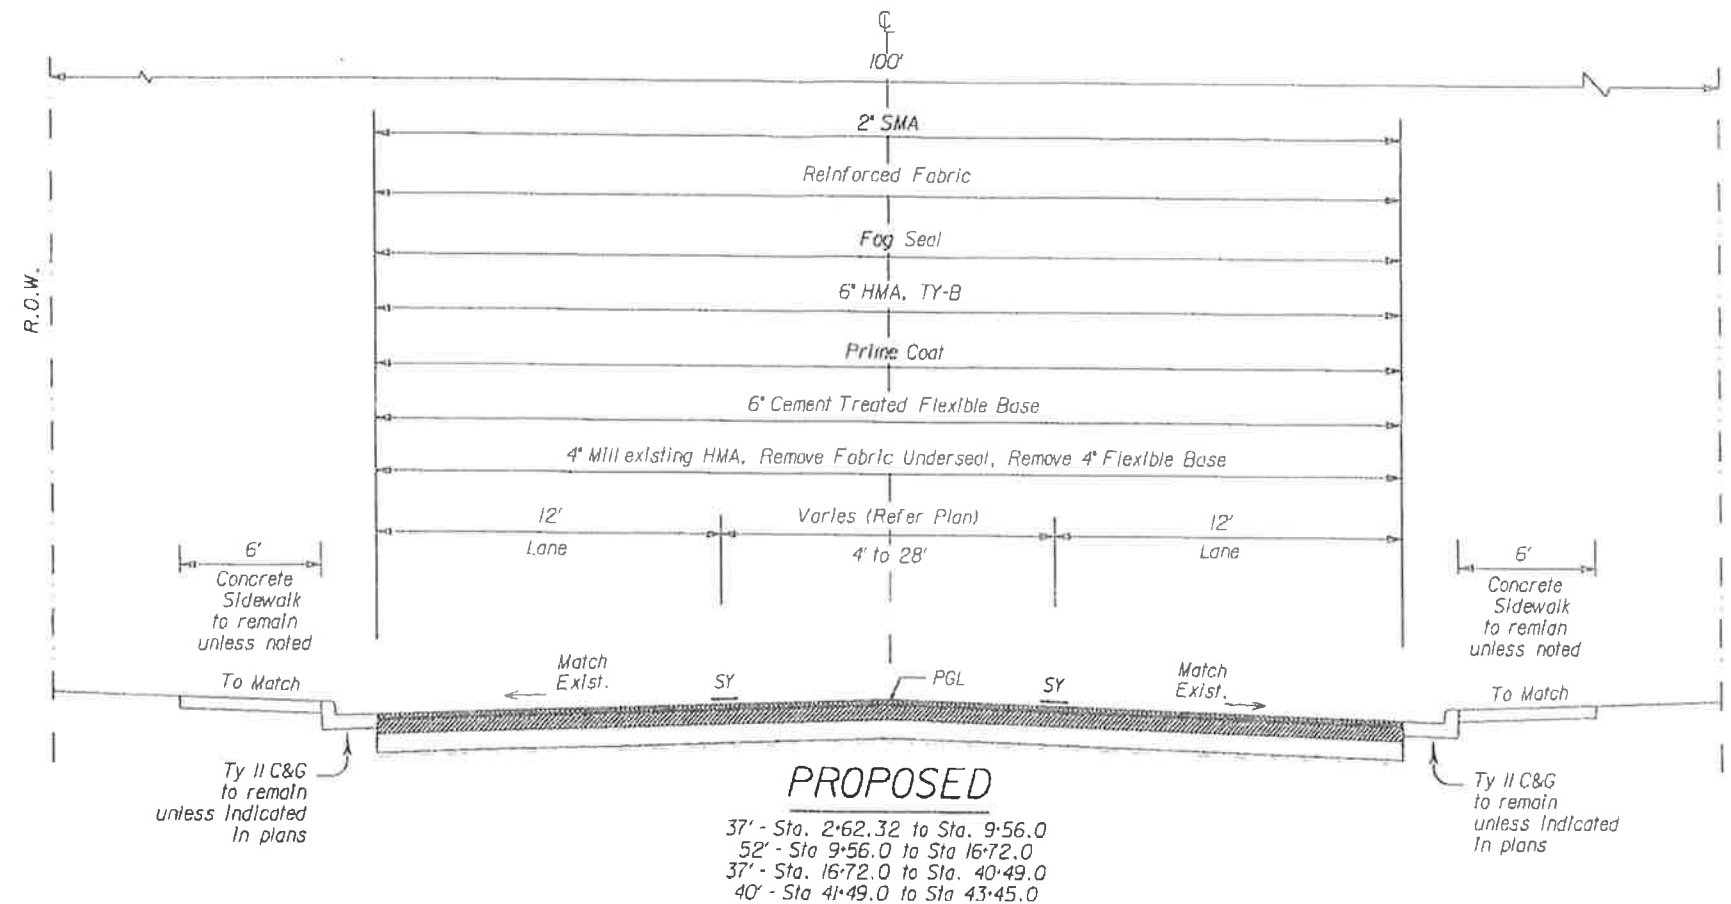 ℄
100'
2" SMA
Reinforced Fabric
Fog Seal
R.O.W.
6" HMA, TY-B
Prime Coat
6" Cement Treated Flexible Base
4" Mill existing HMA, Remove Fabric Underseal, Remove 4" Flexible Base
12'
Lane
Varies (Refer Plan)
4' to 28'
12'
Lane
6'
Concrete
Sidewalk
to remain
unless noted
6'
Concrete
Sidewalk
to remian
unless noted
To Match
Match
Exist.
SY
PGL
SY
Match
Exist.
To Match
Ty II C&G
to remain
unless indicated
in plans
Ty II C&G
to remain
unless indicated
in plans
PROPOSED
37' - Sta. 2+62.32 to Sta. 9+56.0
52' - Sta 9+56.0 to Sta 16+72.0
37' - Sta. 16+72.0 to Sta. 40+49.0
40' - Sta 41+49.0 to Sta 43+45.0